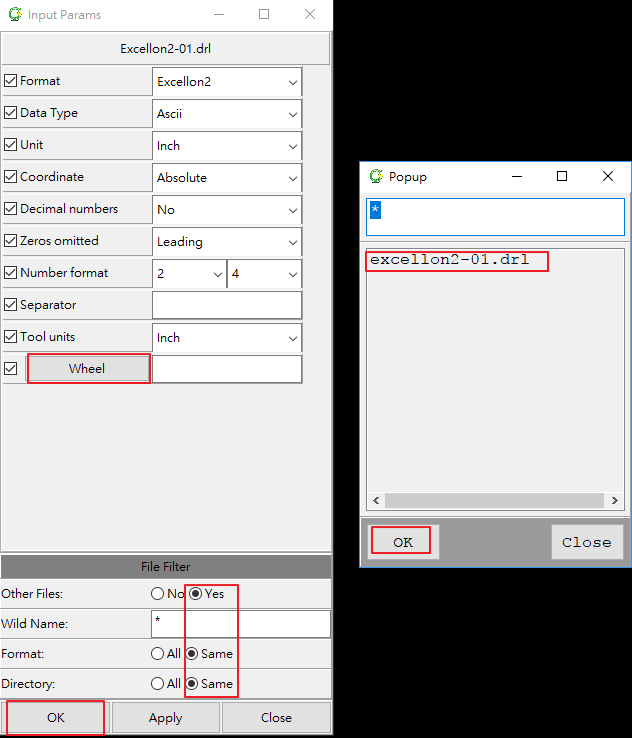 Input Params
Excellon2-01.drl
Format Excellon2
Data Type Ascii
Unit Inch
Coordinate Absolute
Decimal numbers No
Zeros omitted Leading
Number format 2 4
Separator
Tool units Inch
Wheel
File Filter
Other Files: No Yes
Wild Name: *
Format: All Same
Directory: All Same
OK Apply Close
Popup
*
excellon2-01.drl
OK Close